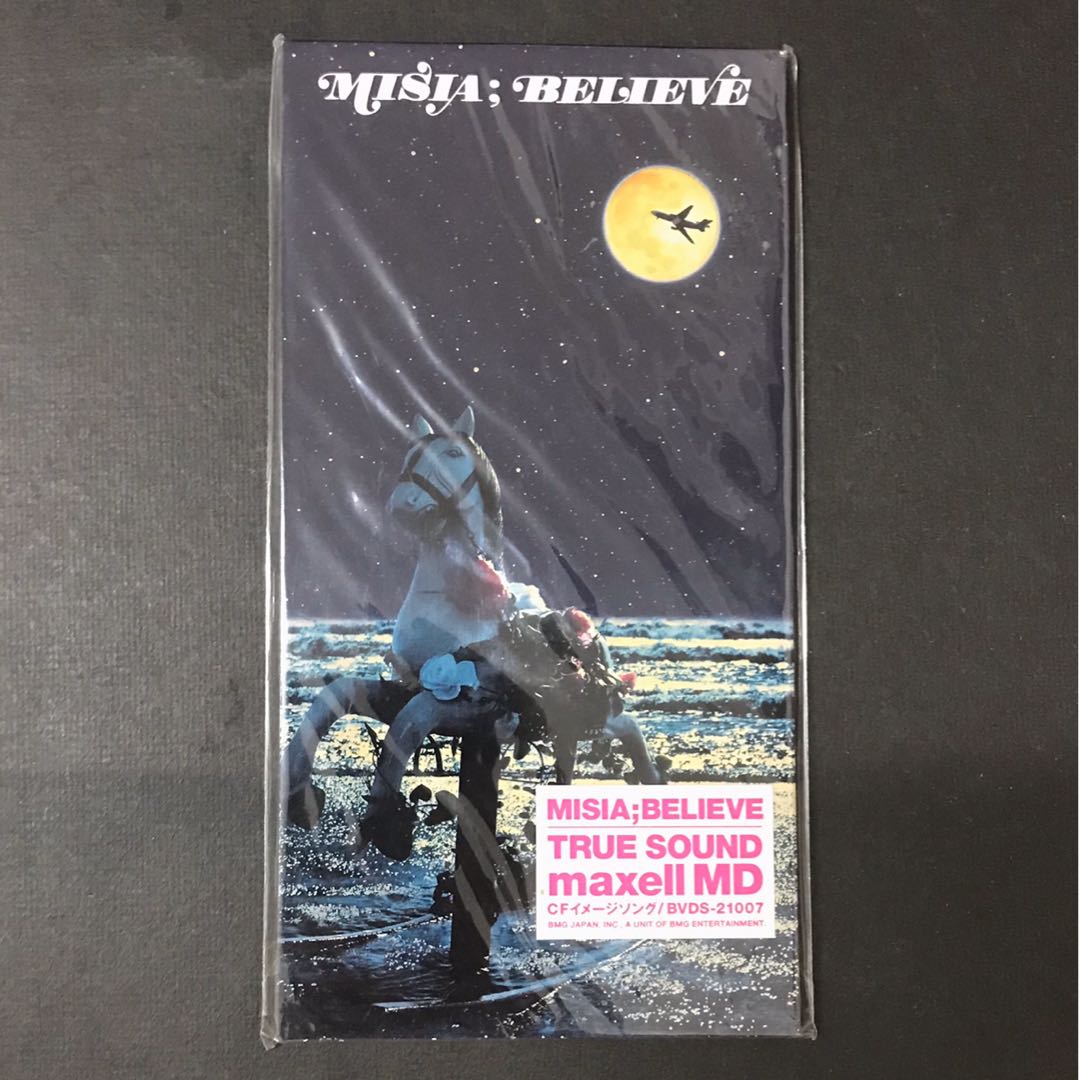 MISIA; BELIEVE
MISIA;BELIEVE
TRUE SOUND
maxell MD
CFイメージソング/BVDS-21007
BMG JAPAN, INC., A UNIT OF BMG ENTERTAINMENT.